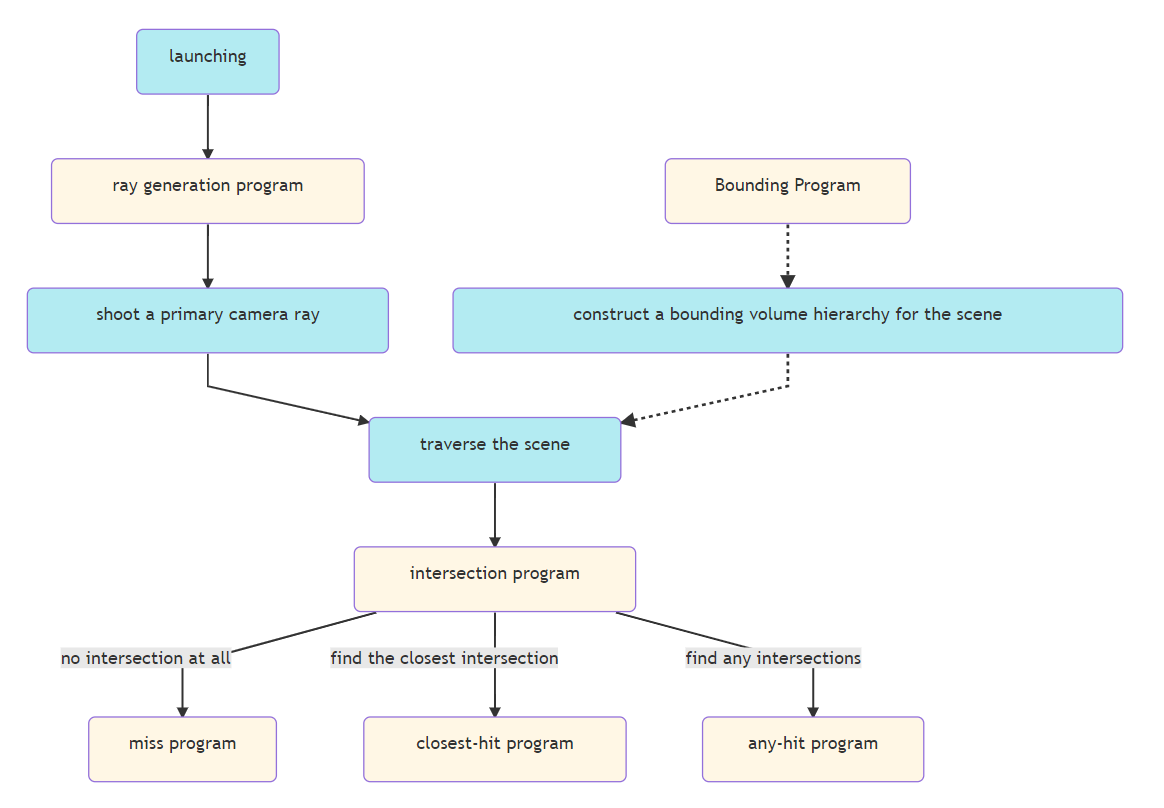 launching
ray generation program
Bounding Program
shoot a primary camera ray
construct a bounding volume hierarchy for the scene
traverse the scene
intersection program
no intersection at all
find the closest intersection
find any intersections
miss program
closest-hit program
any-hit program